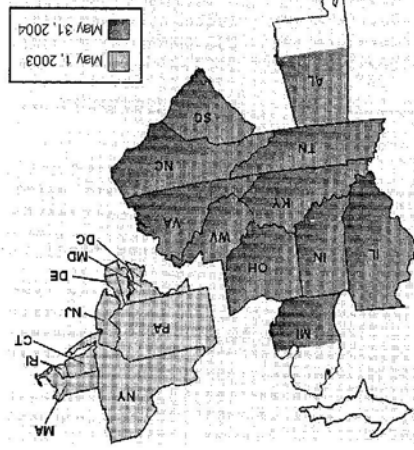 MA
NY
RI
CT
MI
PA
NJ
DE
MD
DC
IL
IN
OH
WV
VA
KY
NC
TN
SC
AL
May 1, 2003
May 31, 2004